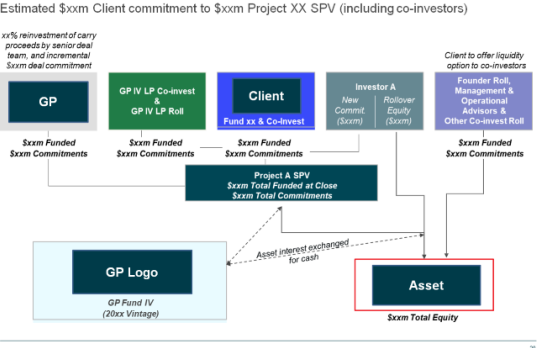 Estimated $xxm Client commitment to $xxm Project XX SPV (including co-investors)
xx% reinvestment of carry
proceeds by senior deal
team, and incremental
$xxm deal commitment
Client to offer liquidity
option to co-investors
GP
GP IV LP Co-invest
&
GP IV LP Roll
Client
Fund xx & Co-Invest
Investor A
New
Commit.
($xxm)
Rollover
Equity
($xxm)
Founder Roll,
Management &
Operational
Advisors &
Other Co-invest Roll
$xxm Funded
$xxm Commitments
$xxm Funded
$xxm Commitments
$xxm Funded
$xxm Commitments
$xxm Funded
$xxm Commitments
Project A SPV
$xxm Total Funded at Close
$xxm Total Commitments
Asset interest exchanged
for cash
GP Logo
GP Fund IV
(20xx Vintage)
Asset
$xxm Total Equity